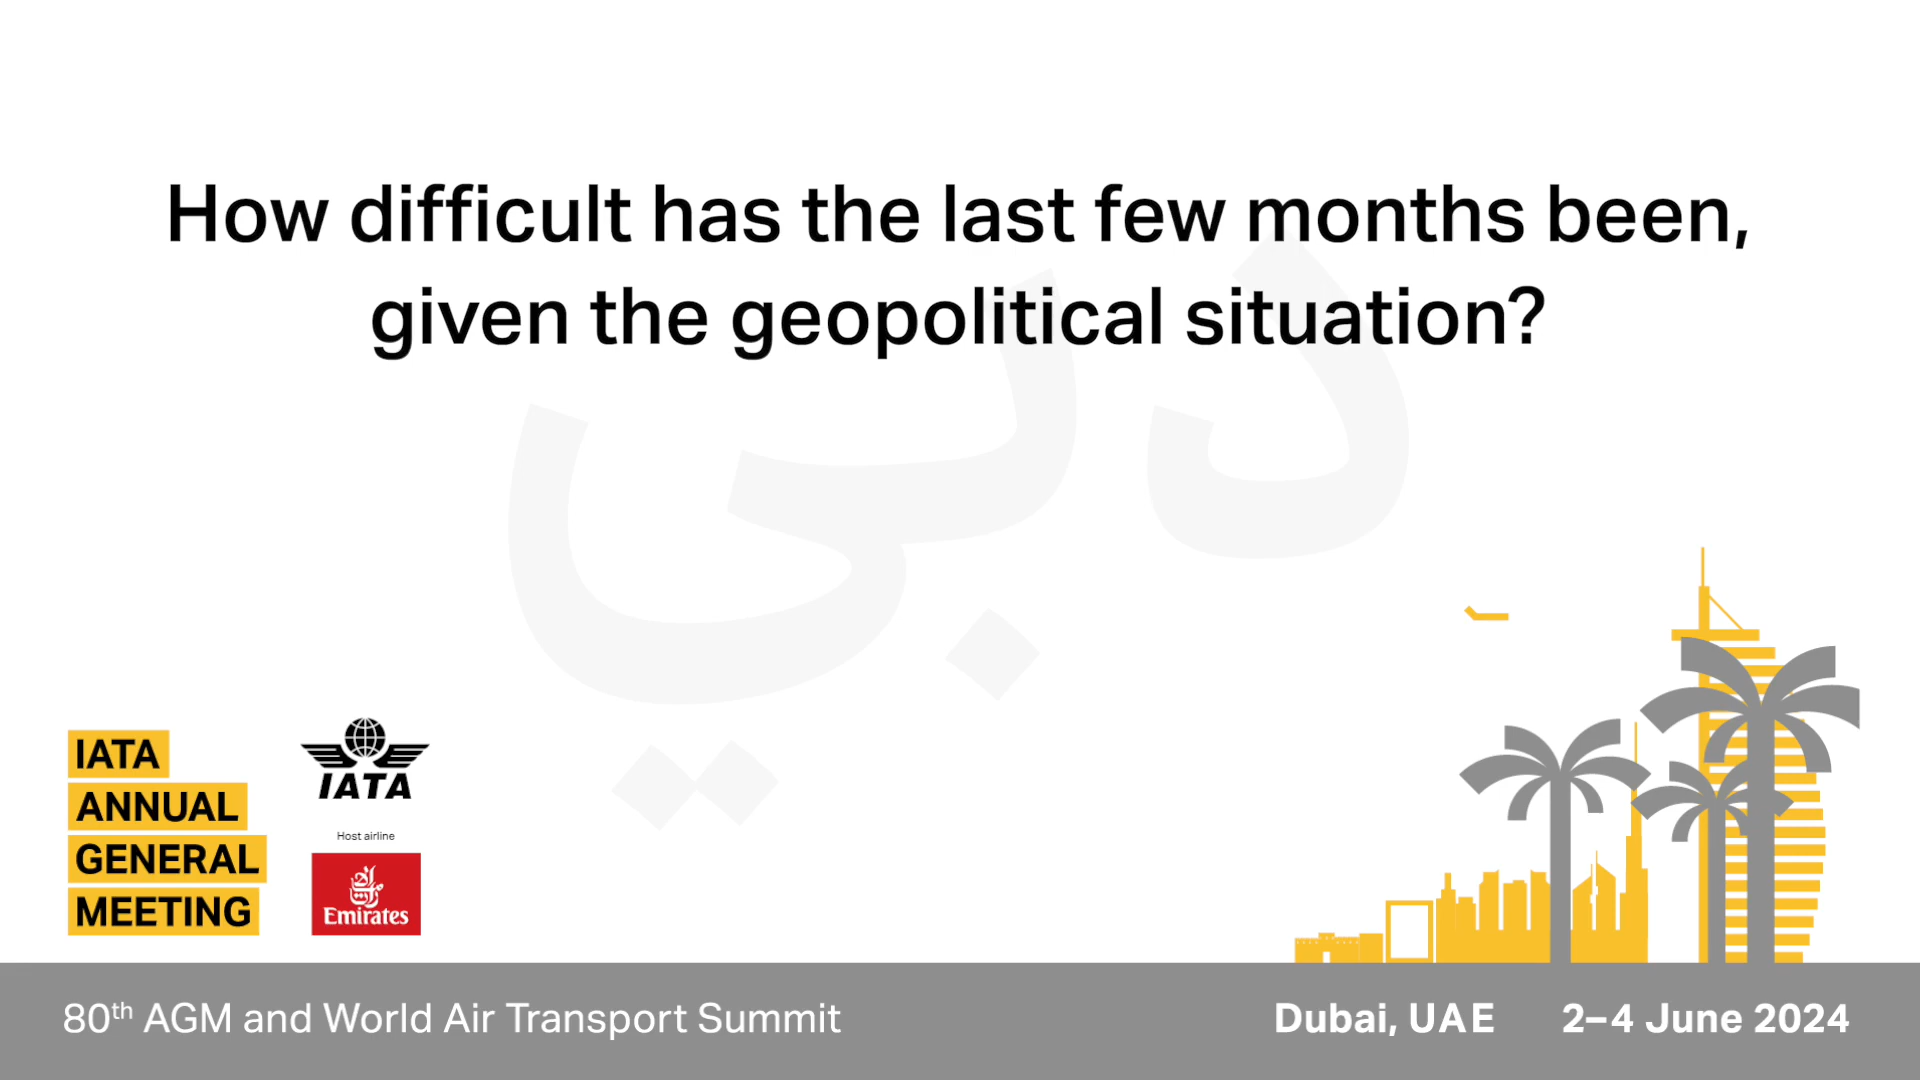 How difficult has the last few months been,
given the geopolitical situation?
دبي
IATA
ANNUAL
GENERAL
MEETING
IATA
Host airline
Emirates
80th AGM and World Air Transport Summit
Dubai, UAE
2–4 June 2024